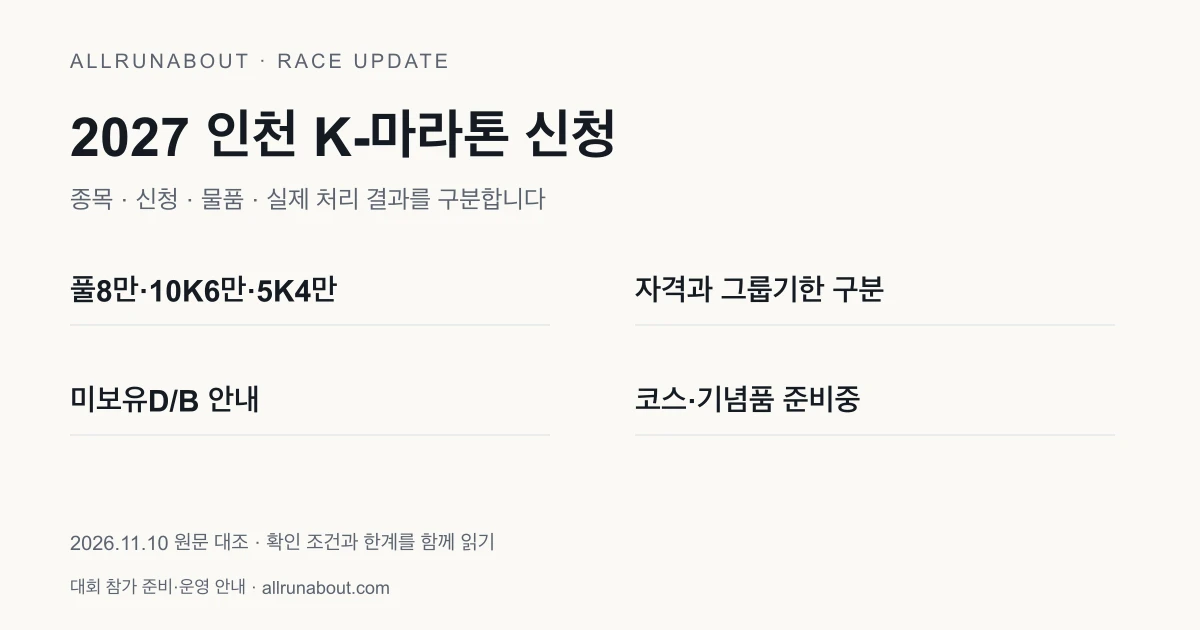 ALLRUNABOUT · RACE UPDATE
2027 인천 K-마라톤 신청
종목 · 신청 · 물품 · 실제 처리 결과를 구분합니다
풀8만·10K6만·5K4만
자격과 그룹기한 구분
미보유D/B 안내
코스·기념품 준비중
2026.11.10 원문 대조 · 확인 조건과 한계를 함께 읽기
대회 참가 준비·운영 안내 · allrunabout.com